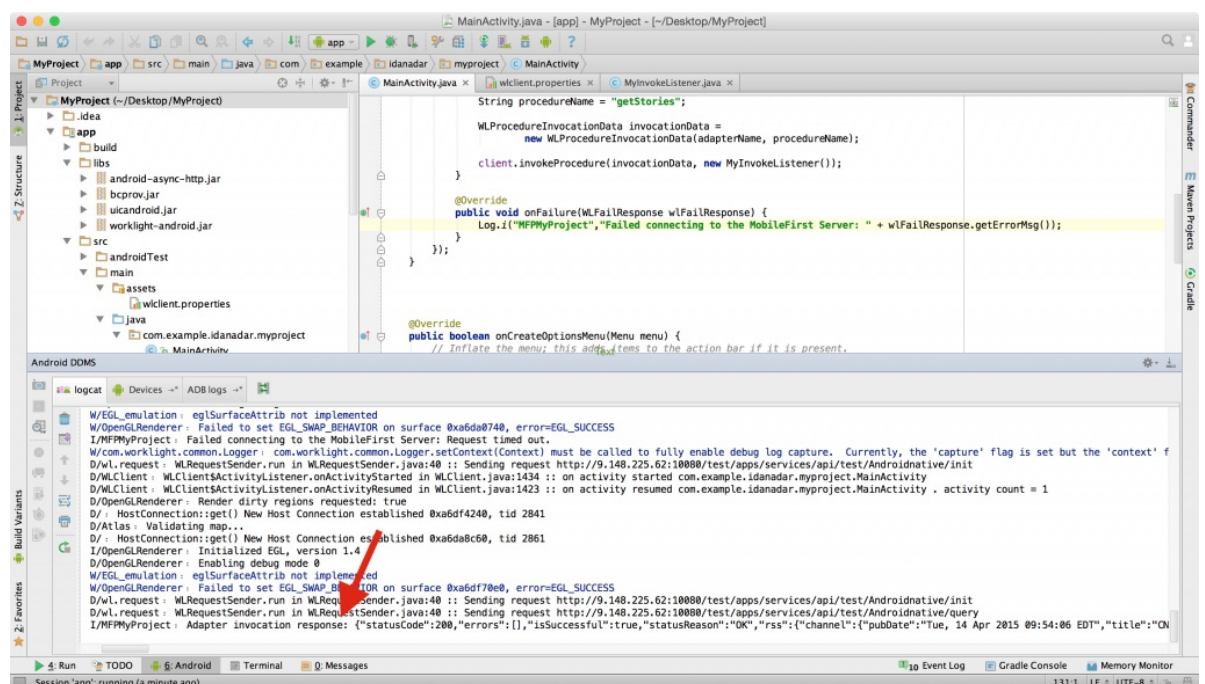 MainActivity.java - [app] - MyProject - [~/Desktop/MyProject]
app
MyProject app src main java com example idanadar myproject MainActivity
Project
MainActivity.java × wlclient.properties × MyInvokeListener.java ×
1: Project
Z: Structure
Build Variants
2: Favorites
Commander
Maven Projects
Gradle
MyProject (~/Desktop/MyProject)
.idea
app
build
libs
android-async-http.jar
bcprov.jar
uicandroid.jar
worklight-android.jar
src
androidTest
main
assets
wlclient.properties
java
com.example.idanadar.myproject
MainActivity
String procedureName = "getStories";
WLProcedureInvocationData invocationData =
new WLProcedureInvocationData(adapterName, procedureName);
client.invokeProcedure(invocationData, new MyInvokeListener());
}
@Override
public void onFailure(WLFailResponse wlFailResponse) {
Log.i("MFPMyProject","Failed connecting to the MobileFirst Server: " + wlFailResponse.getErrorMsg());
}
});
}
@Override
public boolean onCreateOptionsMenu(Menu menu) {
// Inflate the menu; this adds items to the action bar if it is present.
Text
Android DDMS
logcat Devices ADB logs
W/EGL_emulation﹕ eglSurfaceAttrib not implemented
W/OpenGLRenderer﹕ Failed to set EGL_SWAP_BEHAVIOR on surface 0xa6da0740, error=EGL_SUCCESS
I/MFPMyProject﹕ Failed connecting to the MobileFirst Server: Request timed out.
W/com.worklight.common.Logger﹕ com.worklight.common.Logger.setContext(Context) must be called to fully enable debug log capture.  Currently, the 'capture' flag is set but the 'context' f
D/wl.request﹕ WLRequestSender.run in WLRequestSender.java:40 :: Sending request http://9.148.225.62:10080/test/apps/services/api/test/Androidnative/init
D/WLClient﹕ WLClient$ActivityListener.onActivityStarted in WLClient.java:1434 :: on activity started com.example.idanadar.myproject.MainActivity
D/WLClient﹕ WLClient$ActivityListener.onActivityResumed in WLClient.java:1423 :: on activity resumed com.example.idanadar.myproject.MainActivity . activity count = 1
D/OpenGLRenderer﹕ Render dirty regions requested: true
D/﹕ HostConnection::get() New Host Connection established 0xa6df4240, tid 2841
D/Atlas﹕ Validating map...
D/﹕ HostConnection::get() New Host Connection established 0xa6da8c60, tid 2861
I/OpenGLRenderer﹕ Initialized EGL, version 1.4
D/OpenGLRenderer﹕ Enabling debug mode 0
W/EGL_emulation﹕ eglSurfaceAttrib not implemented
W/OpenGLRenderer﹕ Failed to set EGL_SWAP_BEHAVIOR on surface 0xa6df70e0, error=EGL_SUCCESS
D/wl.request﹕ WLRequestSender.run in WLRequestSender.java:40 :: Sending request http://9.148.225.62:10080/test/apps/services/api/test/Androidnative/init
D/wl.request﹕ WLRequestSender.run in WLRequestSender.java:40 :: Sending request http://9.148.225.62:10080/test/apps/services/api/test/Androidnative/query
I/MFPMyProject﹕ Adapter invocation response: {"statusCode":200,"errors":[],"isSuccessful":true,"statusReason":"OK","rss":{"channel":{"pubDate":"Tue, 14 Apr 2015 09:54:06 EDT","title":"CN
4: Run TODO 6: Android Terminal 0: Messages 10 Event Log Gradle Console Memory Monitor
Session 'app': running (a minute ago) 131:1 LF UTF-8